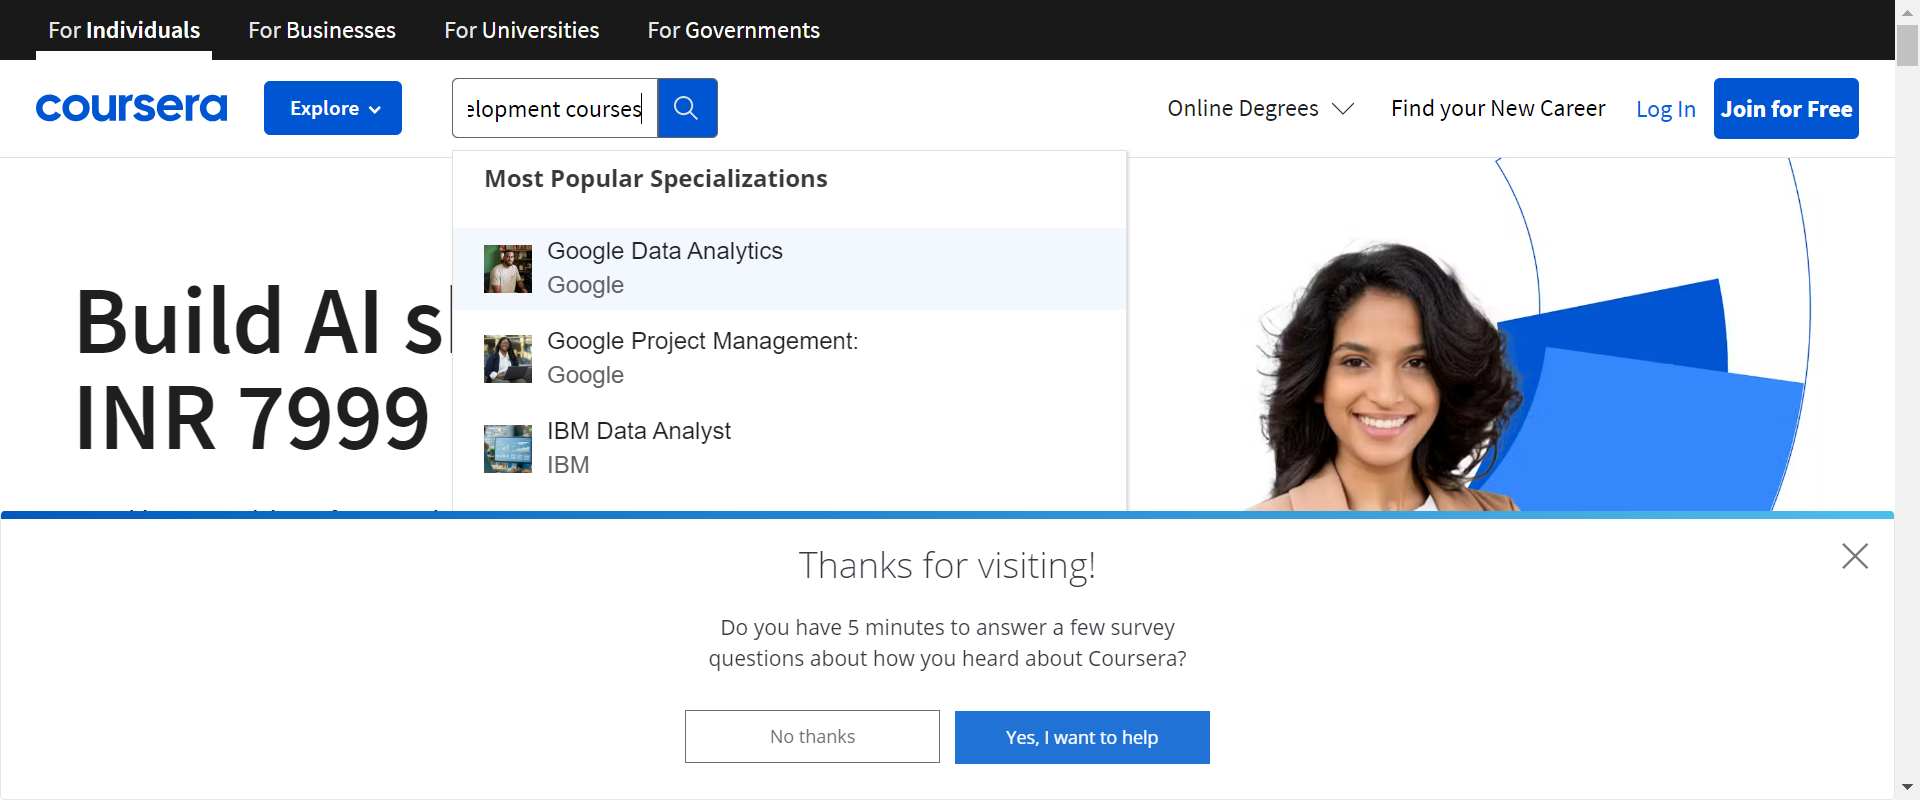 For Individuals
For Businesses
For Universities
For Governments
coursera
Explore
elopment courses
Online Degrees
Find your New Career
Log In
Join for Free
Most Popular Specializations
Google Data Analytics
Google
Google Project Management:
Google
IBM Data Analyst
IBM
Build AI s
INR 7999
Thanks for visiting!
Do you have 5 minutes to answer a few survey
questions about how you heard about Coursera?
No thanks
Yes, I want to help